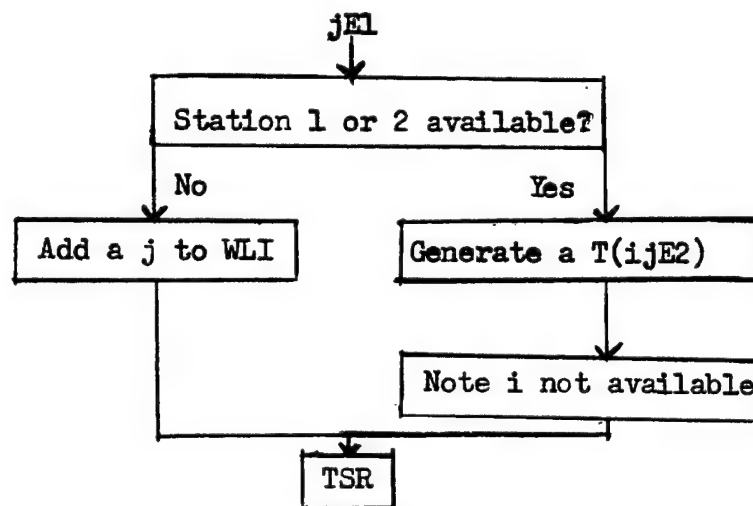 jE1
Station 1 or 2 available?
No
Yes
Add a j to WLI
Generate a T(ijE2)
Note i not available
TSR